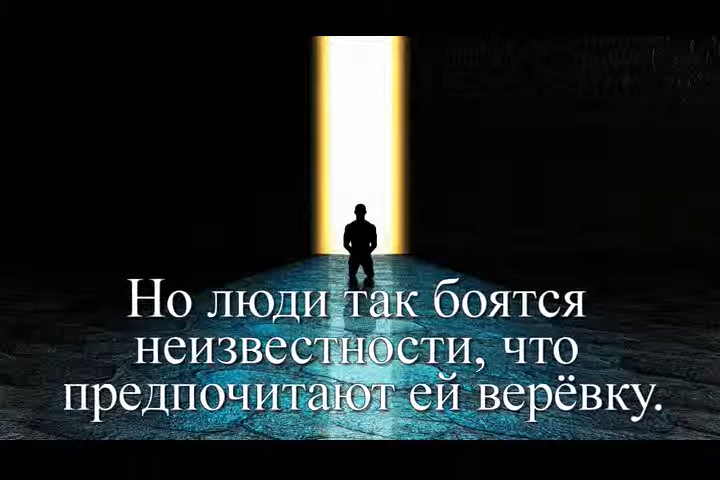 Но люди так боятся
неизвестности, что
предпочитают ей верёвку.